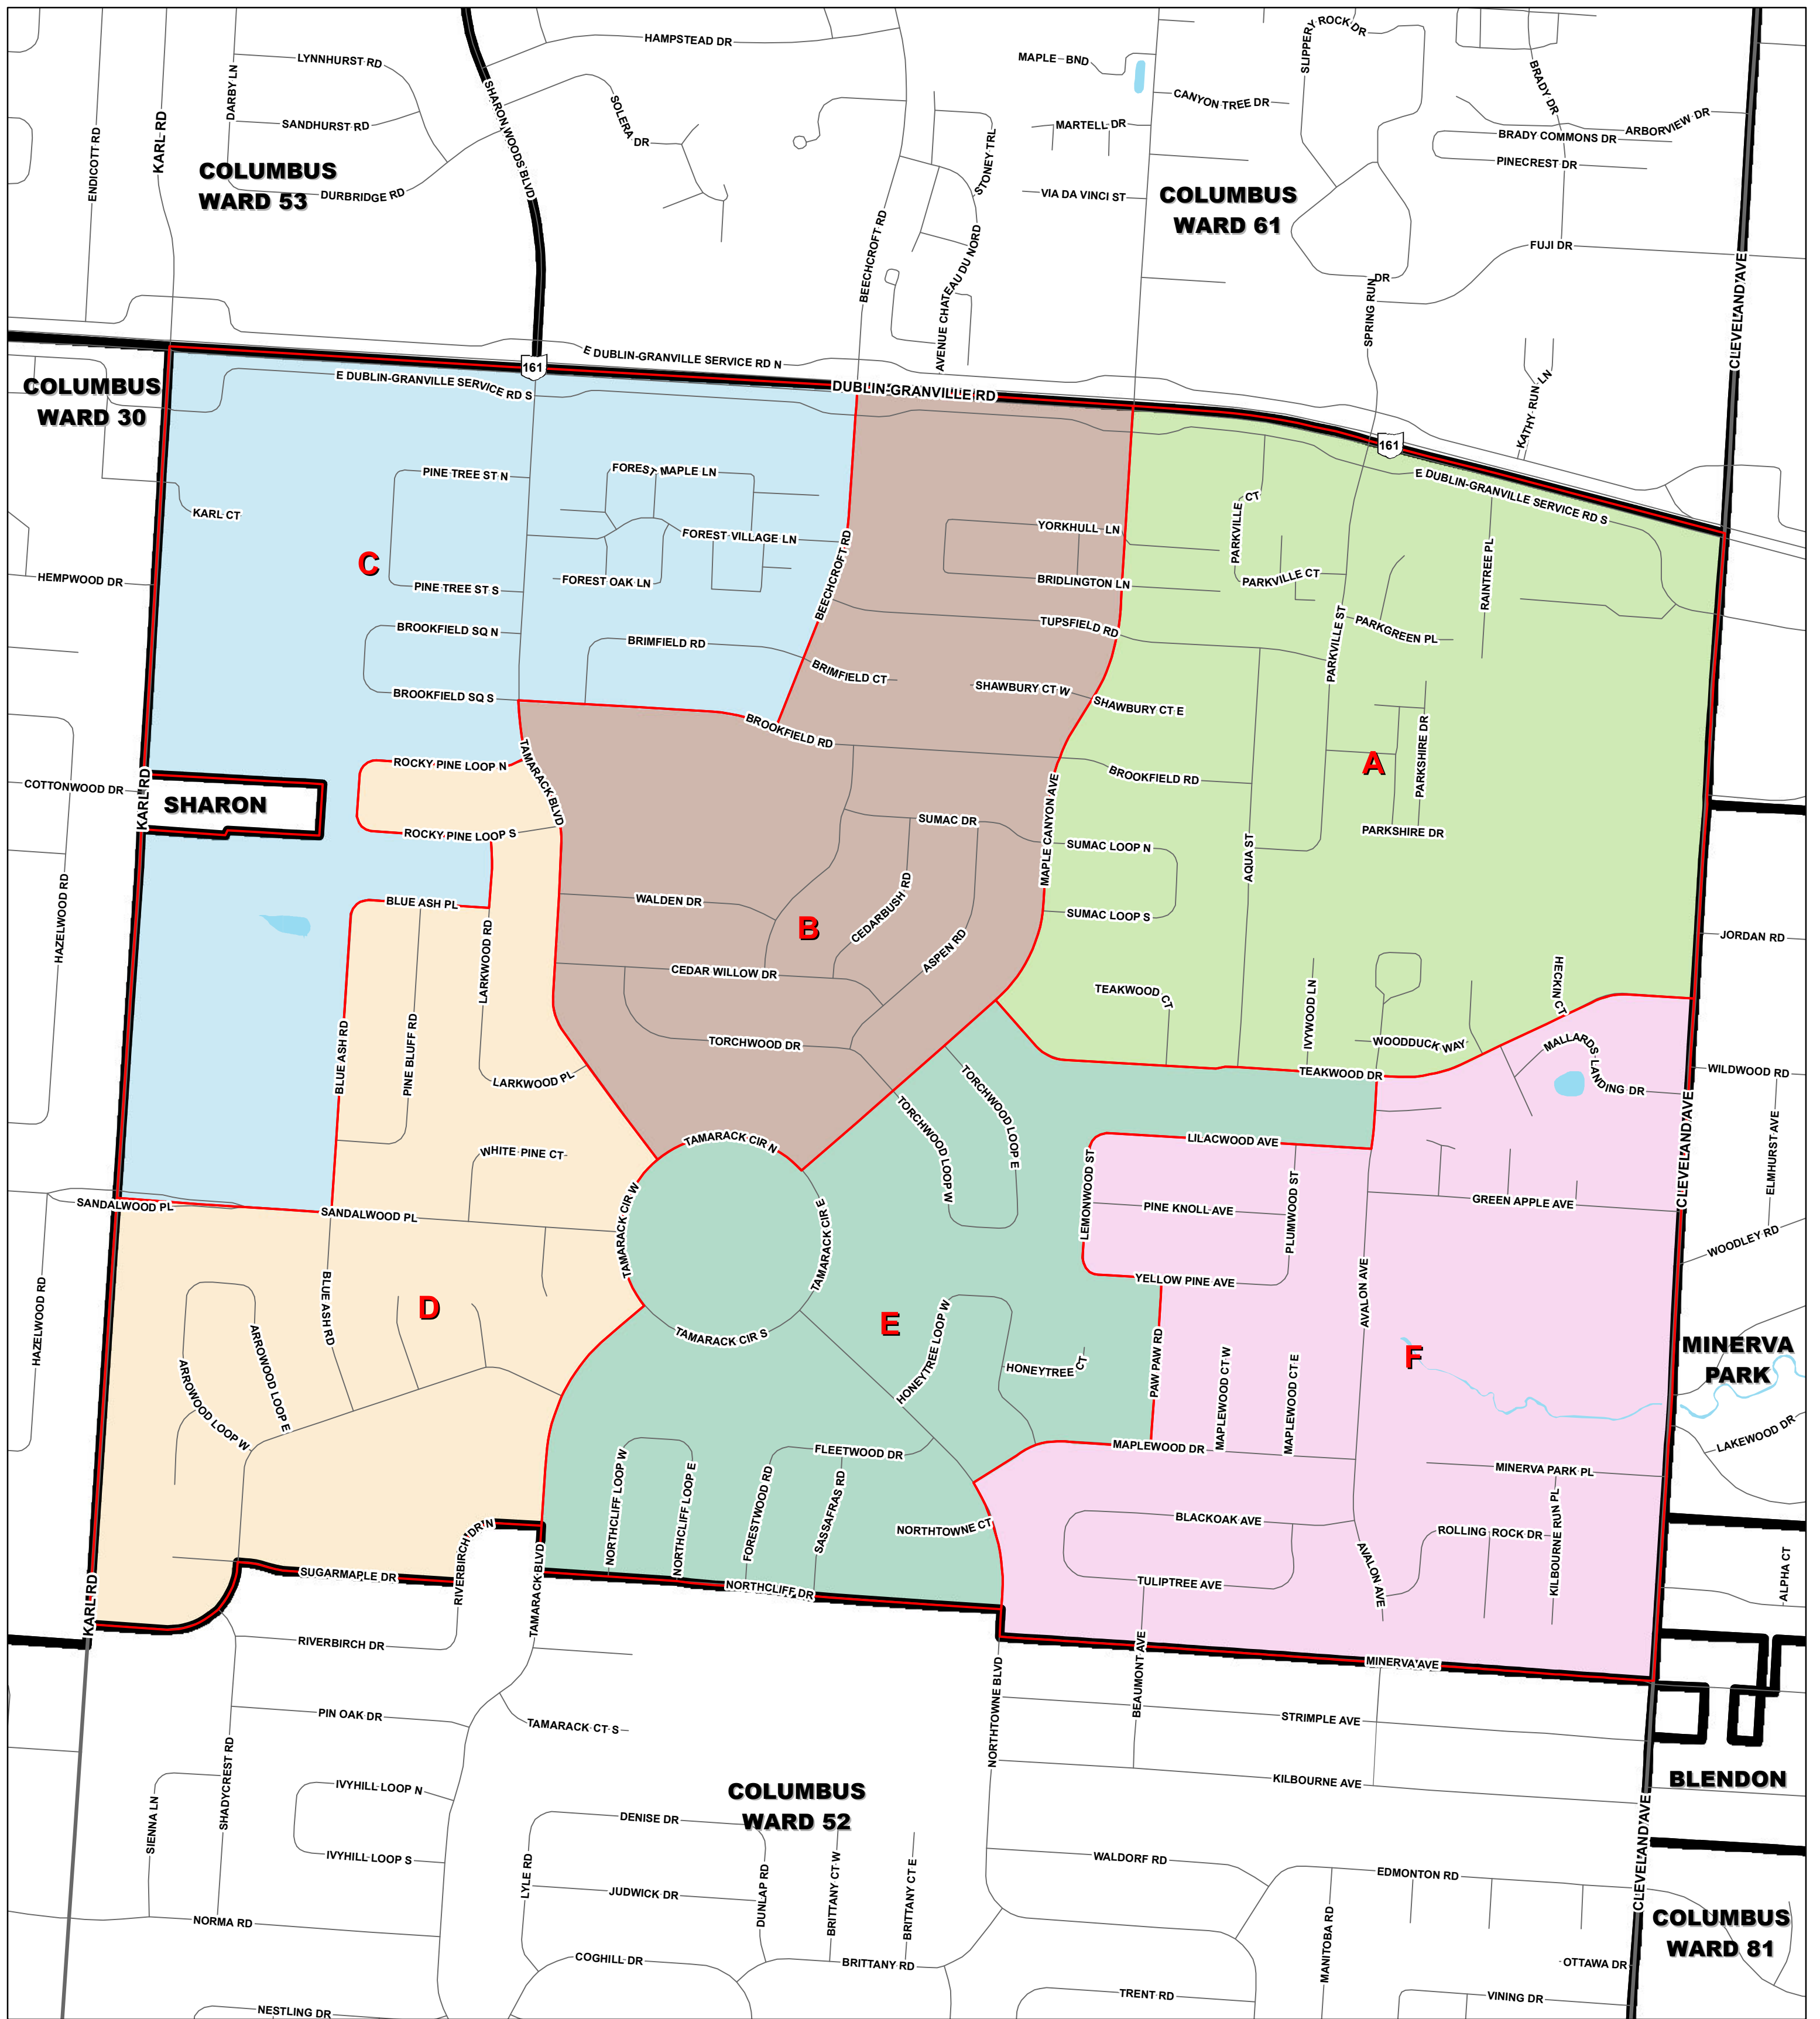 HAMPSTEAD DR
SLIPPERY ROCK DR
LYNNHURST RD
MAPLE BND
BRADY DR
DARBY LN
SHARON WOODS BLVD
SOLERA DR
CANYON TREE DR
ENDICOTT RD
KARL RD
SANDHURST RD
MARTELL DR
ARBORVIEW DR
BRADY COMMONS DR
PINECREST DR
COLUMBUS
WARD 53
DURBRIDGE RD
STONEY TRL
VIA DA VINCI ST
COLUMBUS
WARD 61
BEECHCROFT RD
AVENUE CHATEAU DU NORD
FUJI DR
SPRING RUN DR
CLEVELAND AVE
KATHY RUN LN
COLUMBUS
WARD 30
E DUBLIN-GRANVILLE SERVICE RD N
161
E DUBLIN-GRANVILLE SERVICE RD S
DUBLIN-GRANVILLE RD
161
E DUBLIN-GRANVILLE SERVICE RD S
PINE TREE ST N
FOREST MAPLE LN
KARL CT
PARKVILLE CT
YORKHULL LN
FOREST VILLAGE LN
BEECHCROFT RD
C
HEMPWOOD DR
FOREST OAK LN
PINE TREE ST S
BRIDLINGTON LN
PARKVILLE CT
RAINTREE PL
BROOKFIELD SQ N
BRIMFIELD RD
TUPSFIELD RD
PARKVILLE ST
PARKGREEN PL
BRIMFIELD CT
SHAWBURY CT W
SHAWBURY CT E
BROOKFIELD SQ S
BROOKFIELD RD
ROCKY PINE LOOP N
TAMARACK BLVD
BROOKFIELD RD
A
PARKSHIRE DR
COTTONWOOD DR
KARL RD
SHARON
ROCKY PINE LOOP S
SUMAC DR
MAPLE CANYON AVE
PARKSHIRE DR
SUMAC LOOP N
AQUA ST
BLUE ASH PL
WALDEN DR
CEDARBUSH RD
B
SUMAC LOOP S
HAZELWOOD RD
LARKWOOD RD
ASPEN RD
JORDAN RD
CEDAR WILLOW DR
TEAKWOOD CT
HECKIN CT
IVYWOOD LN
BLUE ASH RD
PINE BLUFF RD
TORCHWOOD DR
WOODDUCK WAY
MALLARDS LANDING DR
LARKWOOD PL
TORCHWOOD LOOP E
TORCHWOOD LOOP W
TEAKWOOD DR
WILDWOOD RD
CLEVELAND AVE
ELMHURST AVE
WHITE PINE CT
TAMARACK CIR N
LILACWOOD AVE
SANDALWOOD PL
SANDALWOOD PL
TAMARACK CIR W
TAMARACK CIR E
LEMONWOOD ST
PINE KNOLL AVE
PLUMWOOD ST
GREEN APPLE AVE
WOODLEY RD
YELLOW PINE AVE
HAZELWOOD RD
BLUE ASH RD
D
ARROWOOD LOOP E
ARROWOOD LOOP W
TAMARACK CIR S
E
HONEYTREE LOOP W
HONEYTREE CT
PAW PAW RD
MAPLEWOOD CT W
MAPLEWOOD CT E
AVALON AVE
F
MINERVA
PARK
LAKEWOOD DR
NORTHCLIFF LOOP W
NORTHCLIFF LOOP E
FORESTWOOD RD
FLEETWOOD DR
SASSAFRAS RD
MAPLEWOOD DR
MINERVA PARK PL
NORTHTOWNE CT
BLACKOAK AVE
ROLLING ROCK DR
KILBOURNE RUN PL
AVALON AVE
RIVERBIRCH DR N
SUGARMAPLE DR
TAMARACK BLVD
NORTHCLIFF DR
TULIPTREE AVE
ALPHA CT
KARL RD
RIVERBIRCH DR
BEAUMONT AVE
MINERVA AVE
NORTHTOWNE BLVD
PIN OAK DR
TAMARACK CT S
STRIMPLE AVE
SHADYCREST RD
SIENNA LN
IVYHILL LOOP N
COLUMBUS
WARD 52
KILBOURNE AVE
BLENDON
DENISE DR
IVYHILL LOOP S
LYLE RD
JUDWICK DR
DUNLAP RD
BRITTANY CT W
BRITTANY CT E
WALDORF RD
EDMONTON RD
CLEVELAND AVE
NORMA RD
COGHILL DR
BRITTANY RD
MANITOBA RD
COLUMBUS
WARD 81
OTTAWA DR
NESTLING DR
TRENT RD
VINING DR